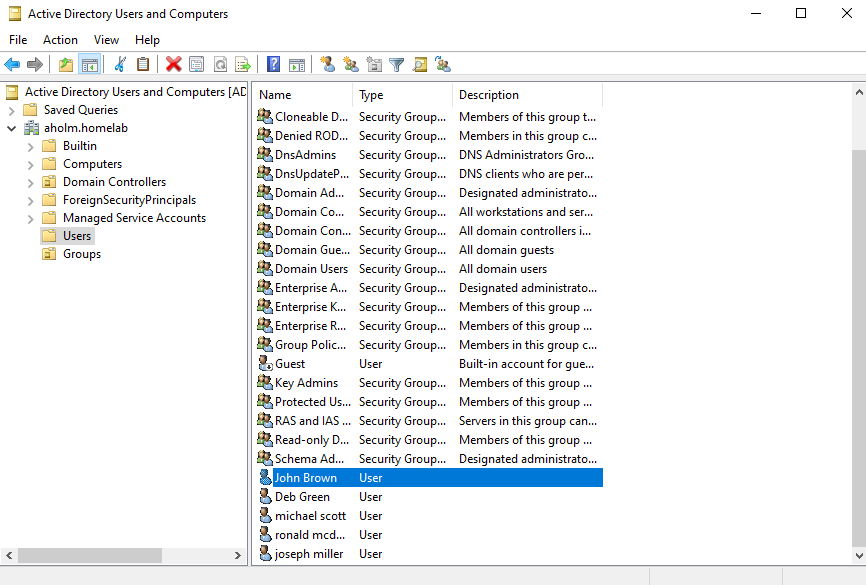 Active Directory Users and Computers
File Action View Help
Active Directory Users and Computers [AD
Saved Queries
aholm.homelab
Builtin
Computers
Domain Controllers
ForeignSecurityPrincipals
Managed Service Accounts
Users
Groups
Name Type Description
Cloneable D... Security Group... Members of this group t...
Denied ROD... Security Group... Members in this group c...
DnsAdmins Security Group... DNS Administrators Gro...
DnsUpdateP... Security Group... DNS clients who are per...
Domain Ad... Security Group... Designated administrato...
Domain Co... Security Group... All workstations and ser...
Domain Con... Security Group... All domain controllers i...
Domain Gue... Security Group... All domain guests
Domain Users Security Group... All domain users
Enterprise A... Security Group... Designated administrato...
Enterprise K... Security Group... Members of this group ...
Enterprise R... Security Group... Members of this group ...
Group Polic... Security Group... Members in this group c...
Guest User Built-in account for gue...
Key Admins Security Group... Members of this group ...
Protected Us... Security Group... Members of this group ...
RAS and IAS ... Security Group... Servers in this group can...
Read-only D... Security Group... Members of this group ...
Schema Ad... Security Group... Designated administrato...
John Brown User
Deb Green User
michael scott User
ronald mcd... User
joseph miller User